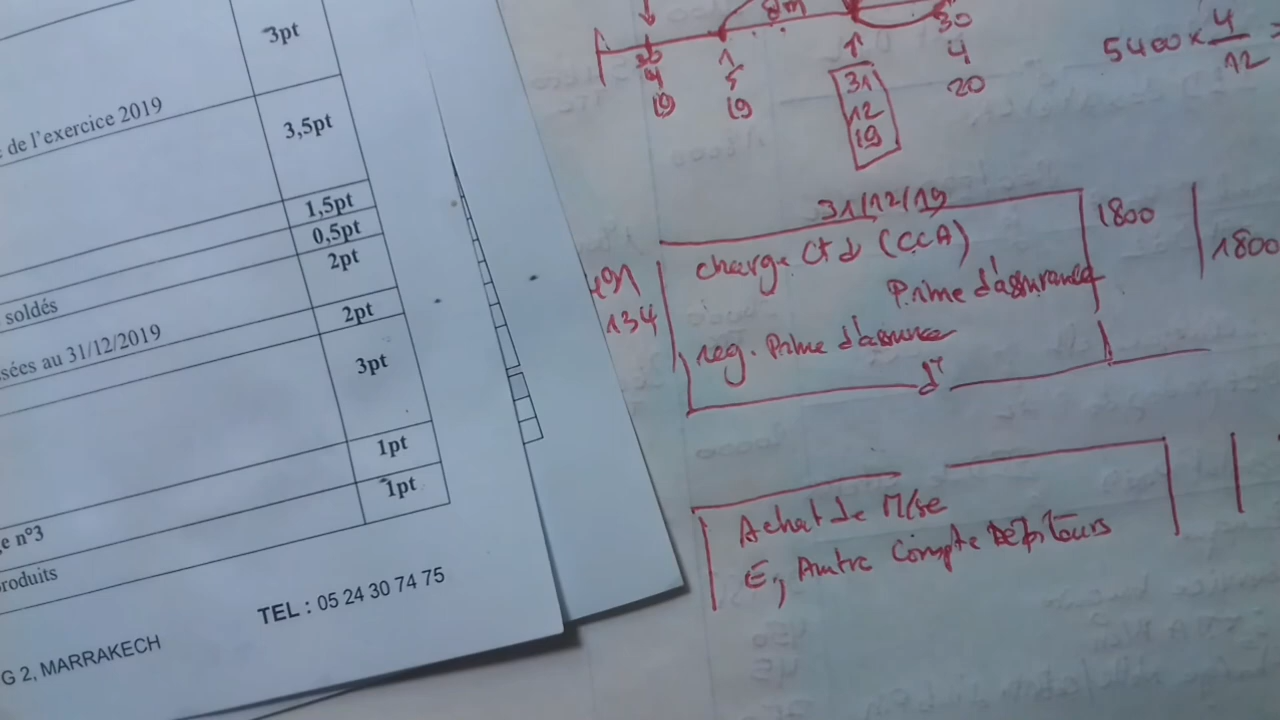 3pt
de l'exercice 2019
3,5pt
1,5pt
0,5pt
soldés
2pt
sées au 31/12/2019
2pt
3pt
1pt
e n°3
1pt
roduits
TEL : 05 24 30 74 75
G 2, MARRAKECH
30
4
20
1
5
19
4
19
31
12
19
5400 × 4/12 =
31/12/19
charge Ct d (CCA)
1800
Prime d'assurance
1800
134
reg. Prime d'assurance
d°
Achat de M/se
E, Autre Compte Débiteurs